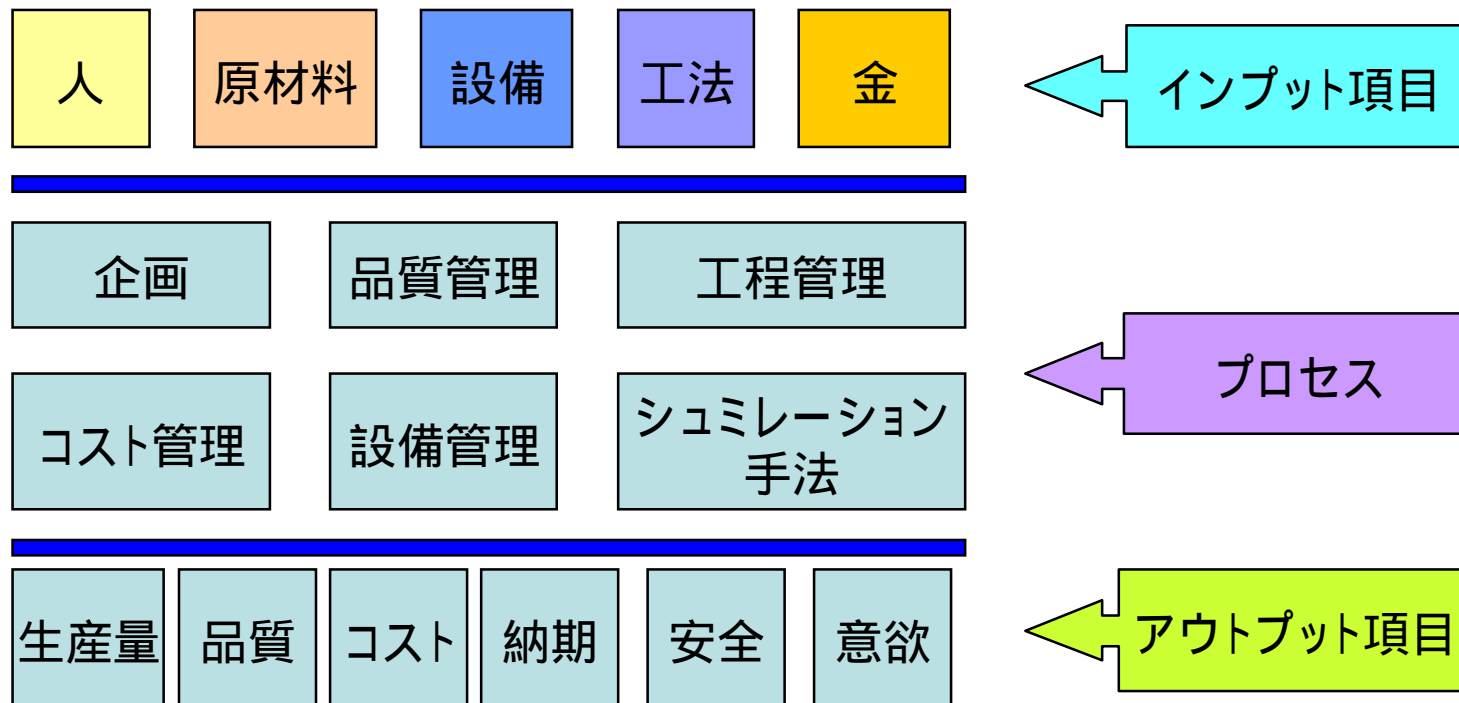 人
原材料
設備
工法
金
インプット項目
企画
品質管理
工程管理
プロセス
コスト管理
設備管理
シュミレーション
手法
生産量
品質
コスト
納期
安全
意欲
アウトプット項目